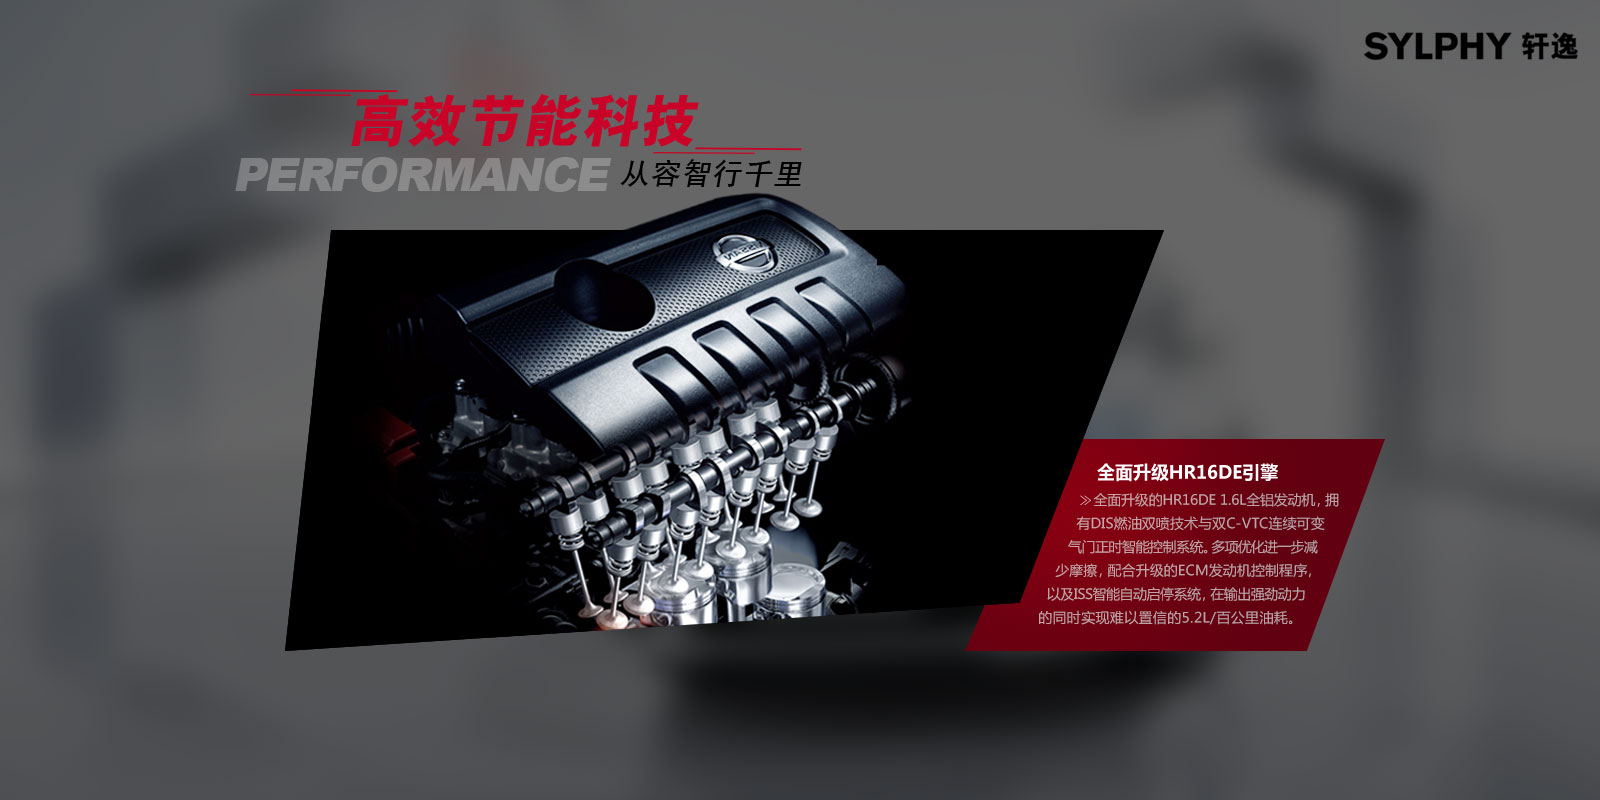 SYLPHY 轩逸
高效节能科技
PERFORMANCE 从容智行千里
NISSAN
全面升级HR16DE引擎
≫全面升级的HR16DE 1.6L全铝发动机，拥
有DIS燃油双喷技术与双C-VTC连续可变
气门正时智能控制系统。多项优化进一步减
少摩擦，配合升级的ECM发动机控制程序，
以及ISS智能自动启停系统，在输出强劲动力
的同时实现难以置信的5.2L/百公里油耗。